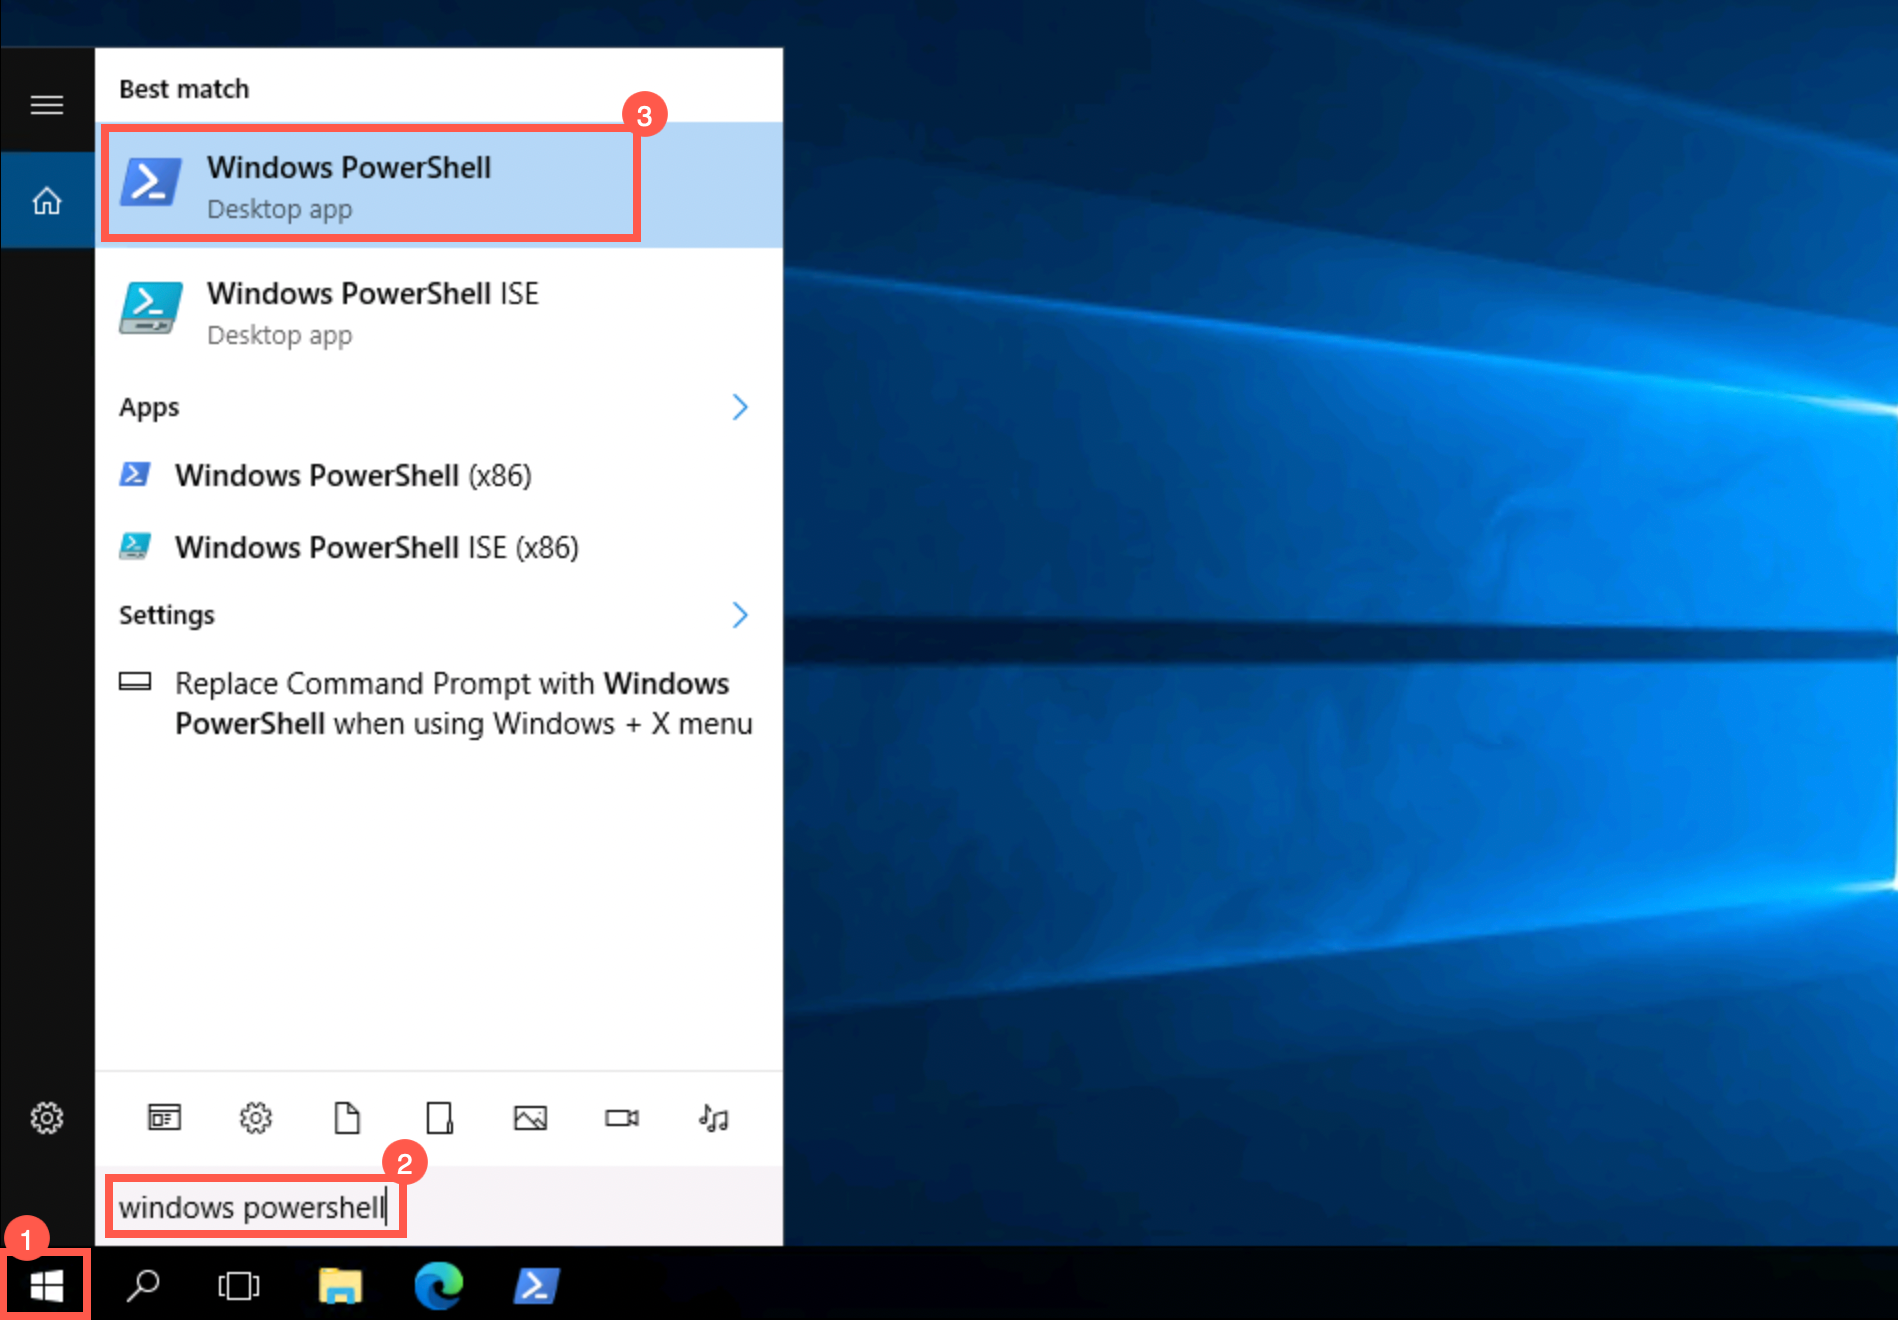 Best match
3
Windows PowerShell
Desktop app
Windows PowerShell ISE
Desktop app
Apps
Windows PowerShell (x86)
Windows PowerShell ISE (x86)
Settings
Replace Command Prompt with Windows
PowerShell when using Windows + X menu
2
windows powershell
1